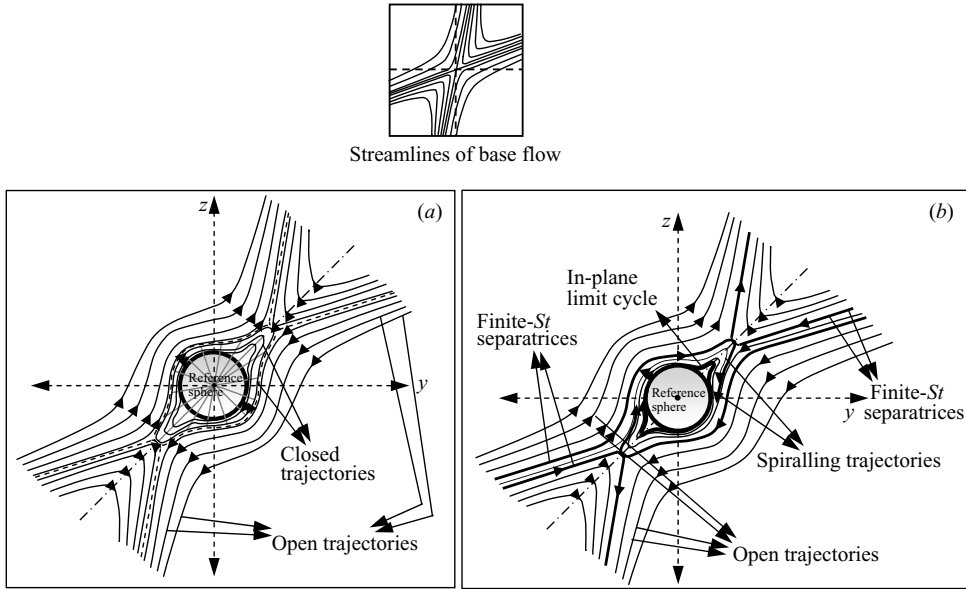 Streamlines of base flow
(a)
z
Reference
sphere
y
Closed
trajectories
Open trajectories
(b)
z
In-plane
limit cycle
Finite-St
separatrices
Reference
sphere
y
Finite-St
separatrices
Spiralling trajectories
Open trajectories